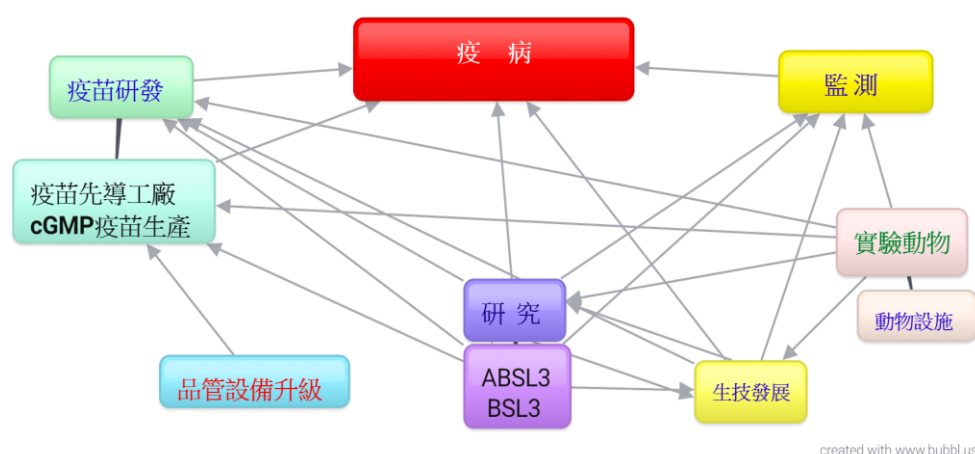 疫 病
疫苗研發
監 測
疫苗先導工廠
cGMP疫苗生產
實驗動物
動物設施
研 究
ABSL3
BSL3
品管設備升級
生技發展
created with www.bubbl.us